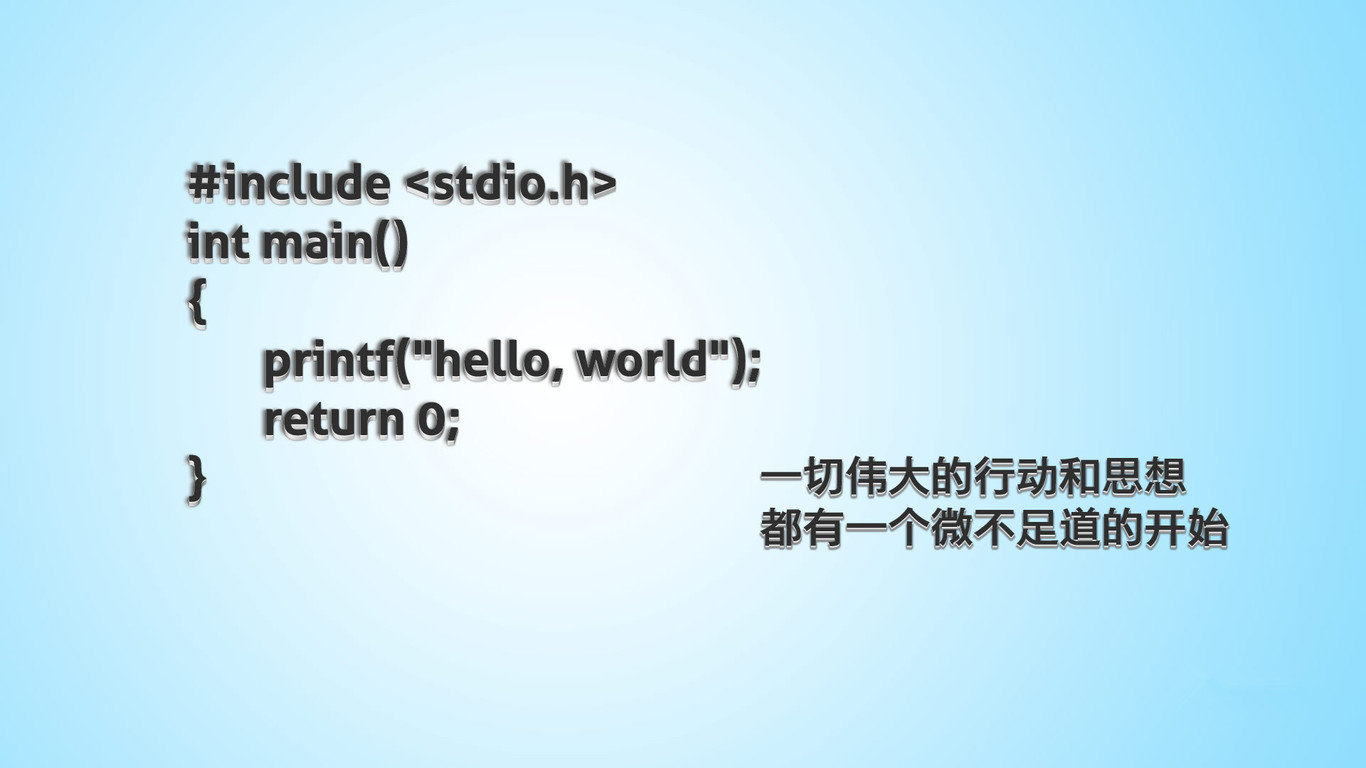 #include <stdio.h>
int main()
{
printf("hello, world");
return 0;
}
一切伟大的行动和思想
都有一个微不足道的开始